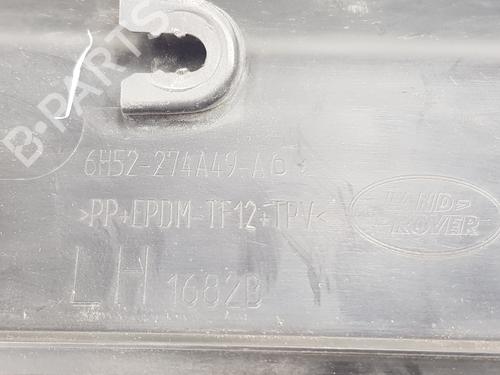 B-PARTS
6H52-274A49-A6
>PP+EPDM-TF12+TPV<
LAND-
-ROVER
LH 1682B